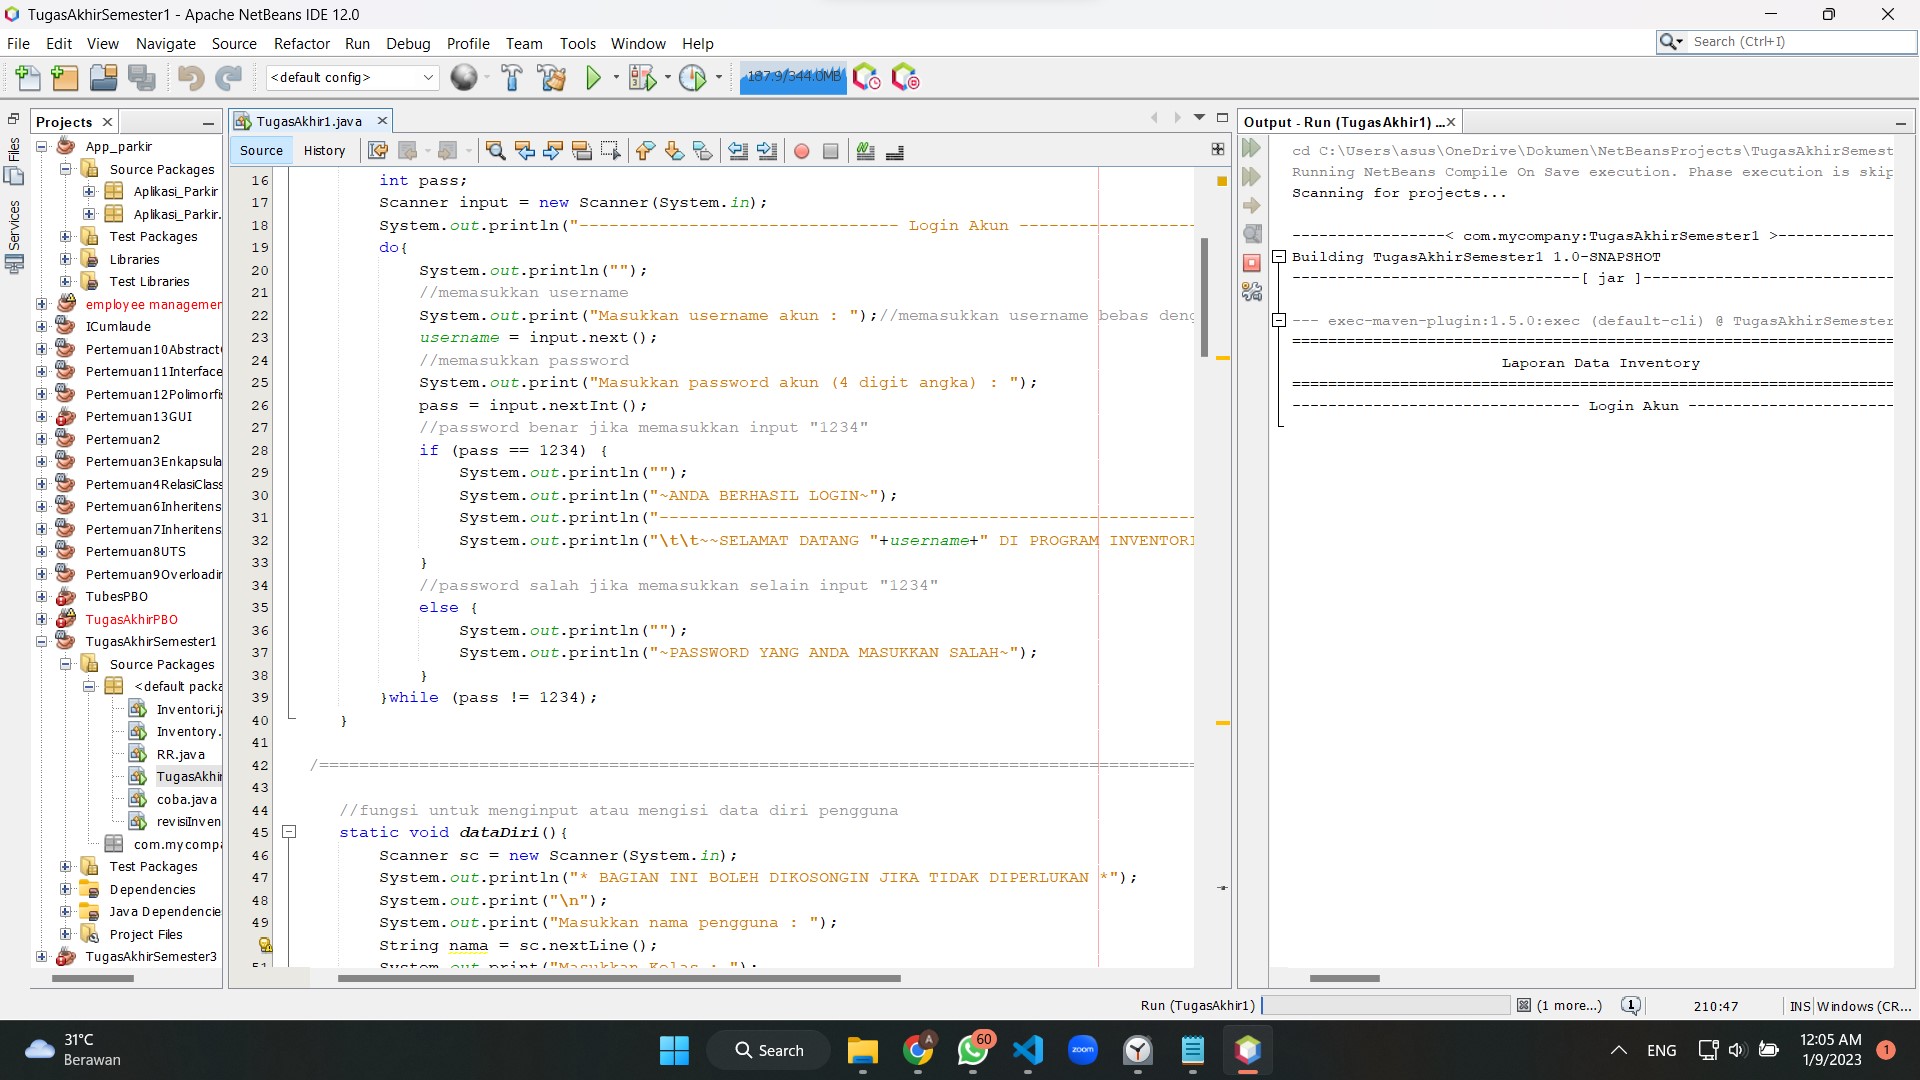 TugasAkhirSemester1 - Apache NetBeans IDE 12.0
File Edit View Navigate Source Refactor Run Debug Profile Team Tools Window Help
Search (Ctrl+I)
<default config>
187.9/344.0MB
Files
Services
Projects
App_parkir
Source Packages
Aplikasi_Parkir
Aplikasi_Parkir.
Test Packages
Libraries
Test Libraries
employee managemer
ICumlaude
Pertemuan10Abstract
Pertemuan11Interface
Pertemuan12Polimorfi
Pertemuan13GUI
Pertemuan2
Pertemuan3Enkapsula
Pertemuan4RelasiClass
Pertemuan6Inheritens
Pertemuan7Inheritens
Pertemuan8UTS
Pertemuan9Overloadir
TubesPBO
TugasAkhirPBO
TugasAkhirSemester1
Source Packages
<default packa
Inventori.ja
Inventory.
RR.java
TugasAkhir
coba.java
revisiInven
com.mycompa
Test Packages
Dependencies
Java Dependencie
Project Files
TugasAkhirSemester3
TugasAkhir1.java
Source History
16 int pass;
17 Scanner input = new Scanner(System.in);
18 System.out.println("-------------------------------- Login Akun ------------------
19 do{
20 System.out.println("");
21 //memasukkan username
22 System.out.print("Masukkan username akun : ");//memasukkan username bebas deng
23 username = input.next();
24 //memasukkan password
25 System.out.print("Masukkan password akun (4 digit angka) : ");
26 pass = input.nextInt();
27 //password benar jika memasukkan input "1234"
28 if (pass == 1234) {
29 System.out.println("");
30 System.out.println("~ANDA BERHASIL LOGIN~");
31 System.out.println("------------------------------------------------------
32 System.out.println("\t\t~~SELAMAT DATANG "+username+" DI PROGRAM INVENTORI
33 }
34 //password salah jika memasukkan selain input "1234"
35 else {
36 System.out.println("");
37 System.out.println("~PASSWORD YANG ANDA MASUKKAN SALAH~");
38 }
39 }while (pass != 1234);
40 }
41
42 /========================================================================================
43
44 //fungsi untuk menginput atau mengisi data diri pengguna
45 static void dataDiri(){
46 Scanner sc = new Scanner(System.in);
47 System.out.println("* BAGIAN INI BOLEH DIKOSONGIN JIKA TIDAK DIPERLUKAN *");
48 System.out.print("\n");
49 System.out.print("Masukkan nama pengguna : ");
String nama = sc.nextLine();
51 System.out.print("Masukkan Kelas : ");
Output - Run (TugasAkhir1) ...
cd C:\Users\asus\OneDrive\Dokumen\NetBeansProjects\TugasAkhirSemest
Running NetBeans Compile On Save execution. Phase execution is skip
Scanning for projects...
-----------------< com.mycompany:TugasAkhirSemester1 >------------
Building TugasAkhirSemester1 1.0-SNAPSHOT
--------------------------------[ jar ]-------------------------
--- exec-maven-plugin:1.5.0:exec (default-cli) @ TugasAkhirSemester
===================================================================
Laporan Data Inventory
===================================================================
-------------------------------- Login Akun ---------------------
Run (TugasAkhir1)
(1 more...)
1
210:47
INS
Windows (CR...
31°C
Berawan
Search
A
60
zoom
ENG
12:05 AM
1/9/2023
1